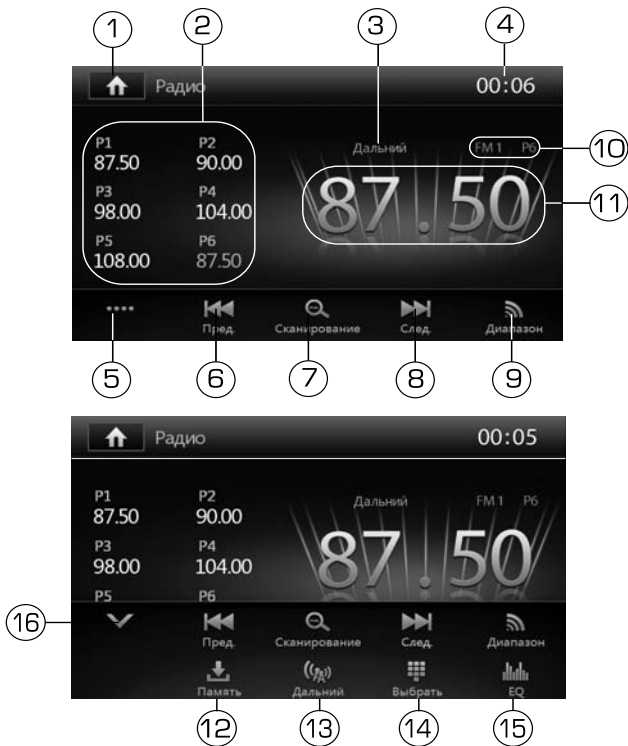 1 2 3 4
Радио 00:06
P1 P2 Дальний FM 1 P6 10
87.50 90.00 87.50 11
P3 P4
98.00 104.00
P5 P6
108.00 87.50
Пред. Сканирование След. Диапазон
5 6 7 8 9
Радио 00:05
P1 P2 Дальний FM 1 P6
87.50 90.00 87.50
P3 P4
98.00 104.00
P5 P6
16
Пред. Сканирование След. Диапазон
Память Дальний Выбрать EQ
12 13 14 15